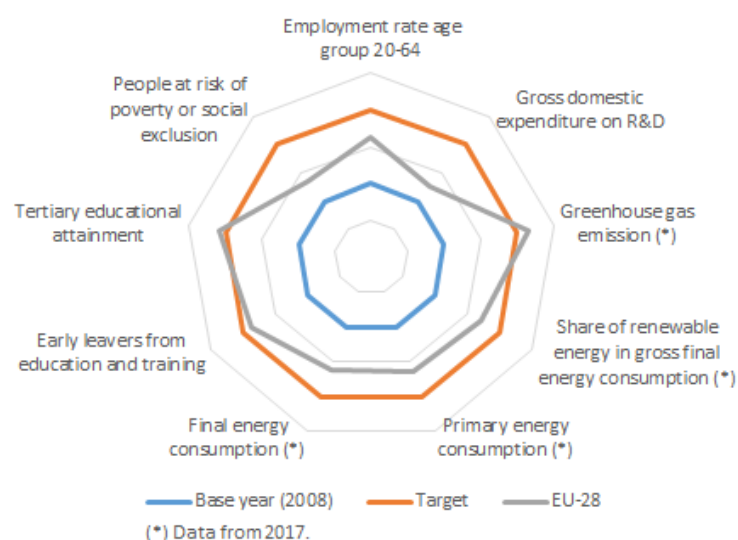 Employment rate age
group 20-64
People at risk of
poverty or social
exclusion
Gross domestic
expenditure on R&D
Tertiary educational
attainment
Greenhouse gas
emission (*)
Early leavers from
education and training
Share of renewable
energy in gross final
energy consumption (*)
Final energy
consumption (*)
Primary energy
consumption (*)
Base year (2008)
Target
EU-28
(*) Data from 2017.